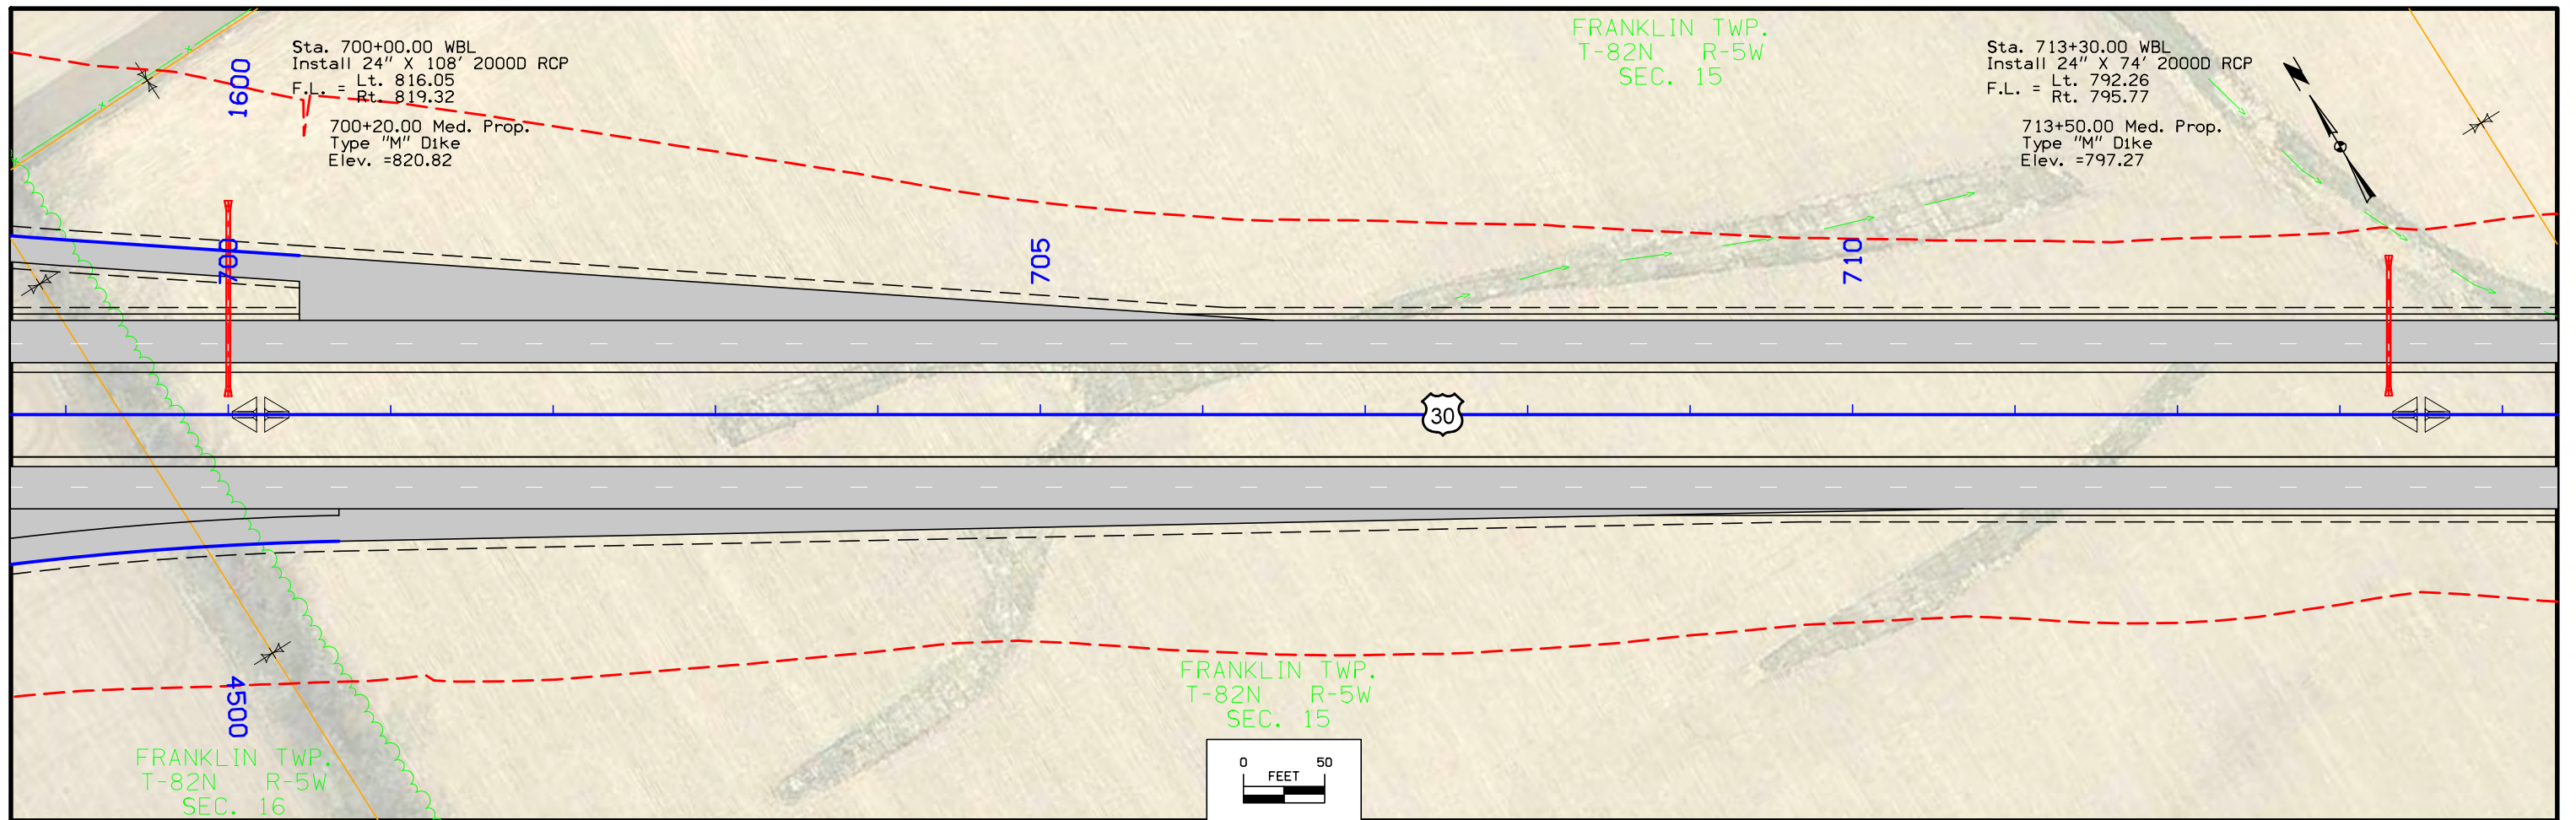 Sta. 700+00.00 WBL
Install 24" X 108' 2000D RCP
F.L. = Lt. 816.05
Rt. 819.32
700+20.00 Med. Prop.
Type "M" Dike
Elev. =820.82
1600
FRANKLIN TWP.
T-82N R-5W
SEC. 15
Sta. 713+30.00 WBL
Install 24" X 74' 2000D RCP
F.L. = Lt. 792.26
Rt. 795.77
713+50.00 Med. Prop.
Type "M" Dike
Elev. =797.27
700
705
710
30
4500
FRANKLIN TWP.
T-82N R-5W
SEC. 15
FRANKLIN TWP.
T-82N R-5W
SEC. 16
0 50
FEET